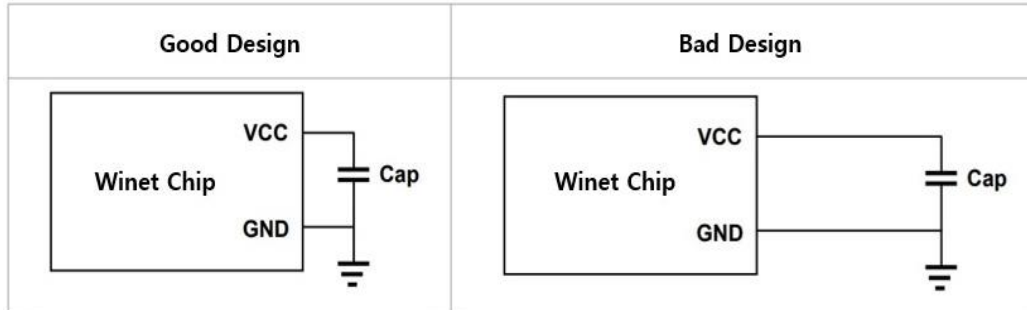 Good Design
Bad Design
VCC
Winet Chip
Cap
GND
VCC
Winet Chip
Cap
GND